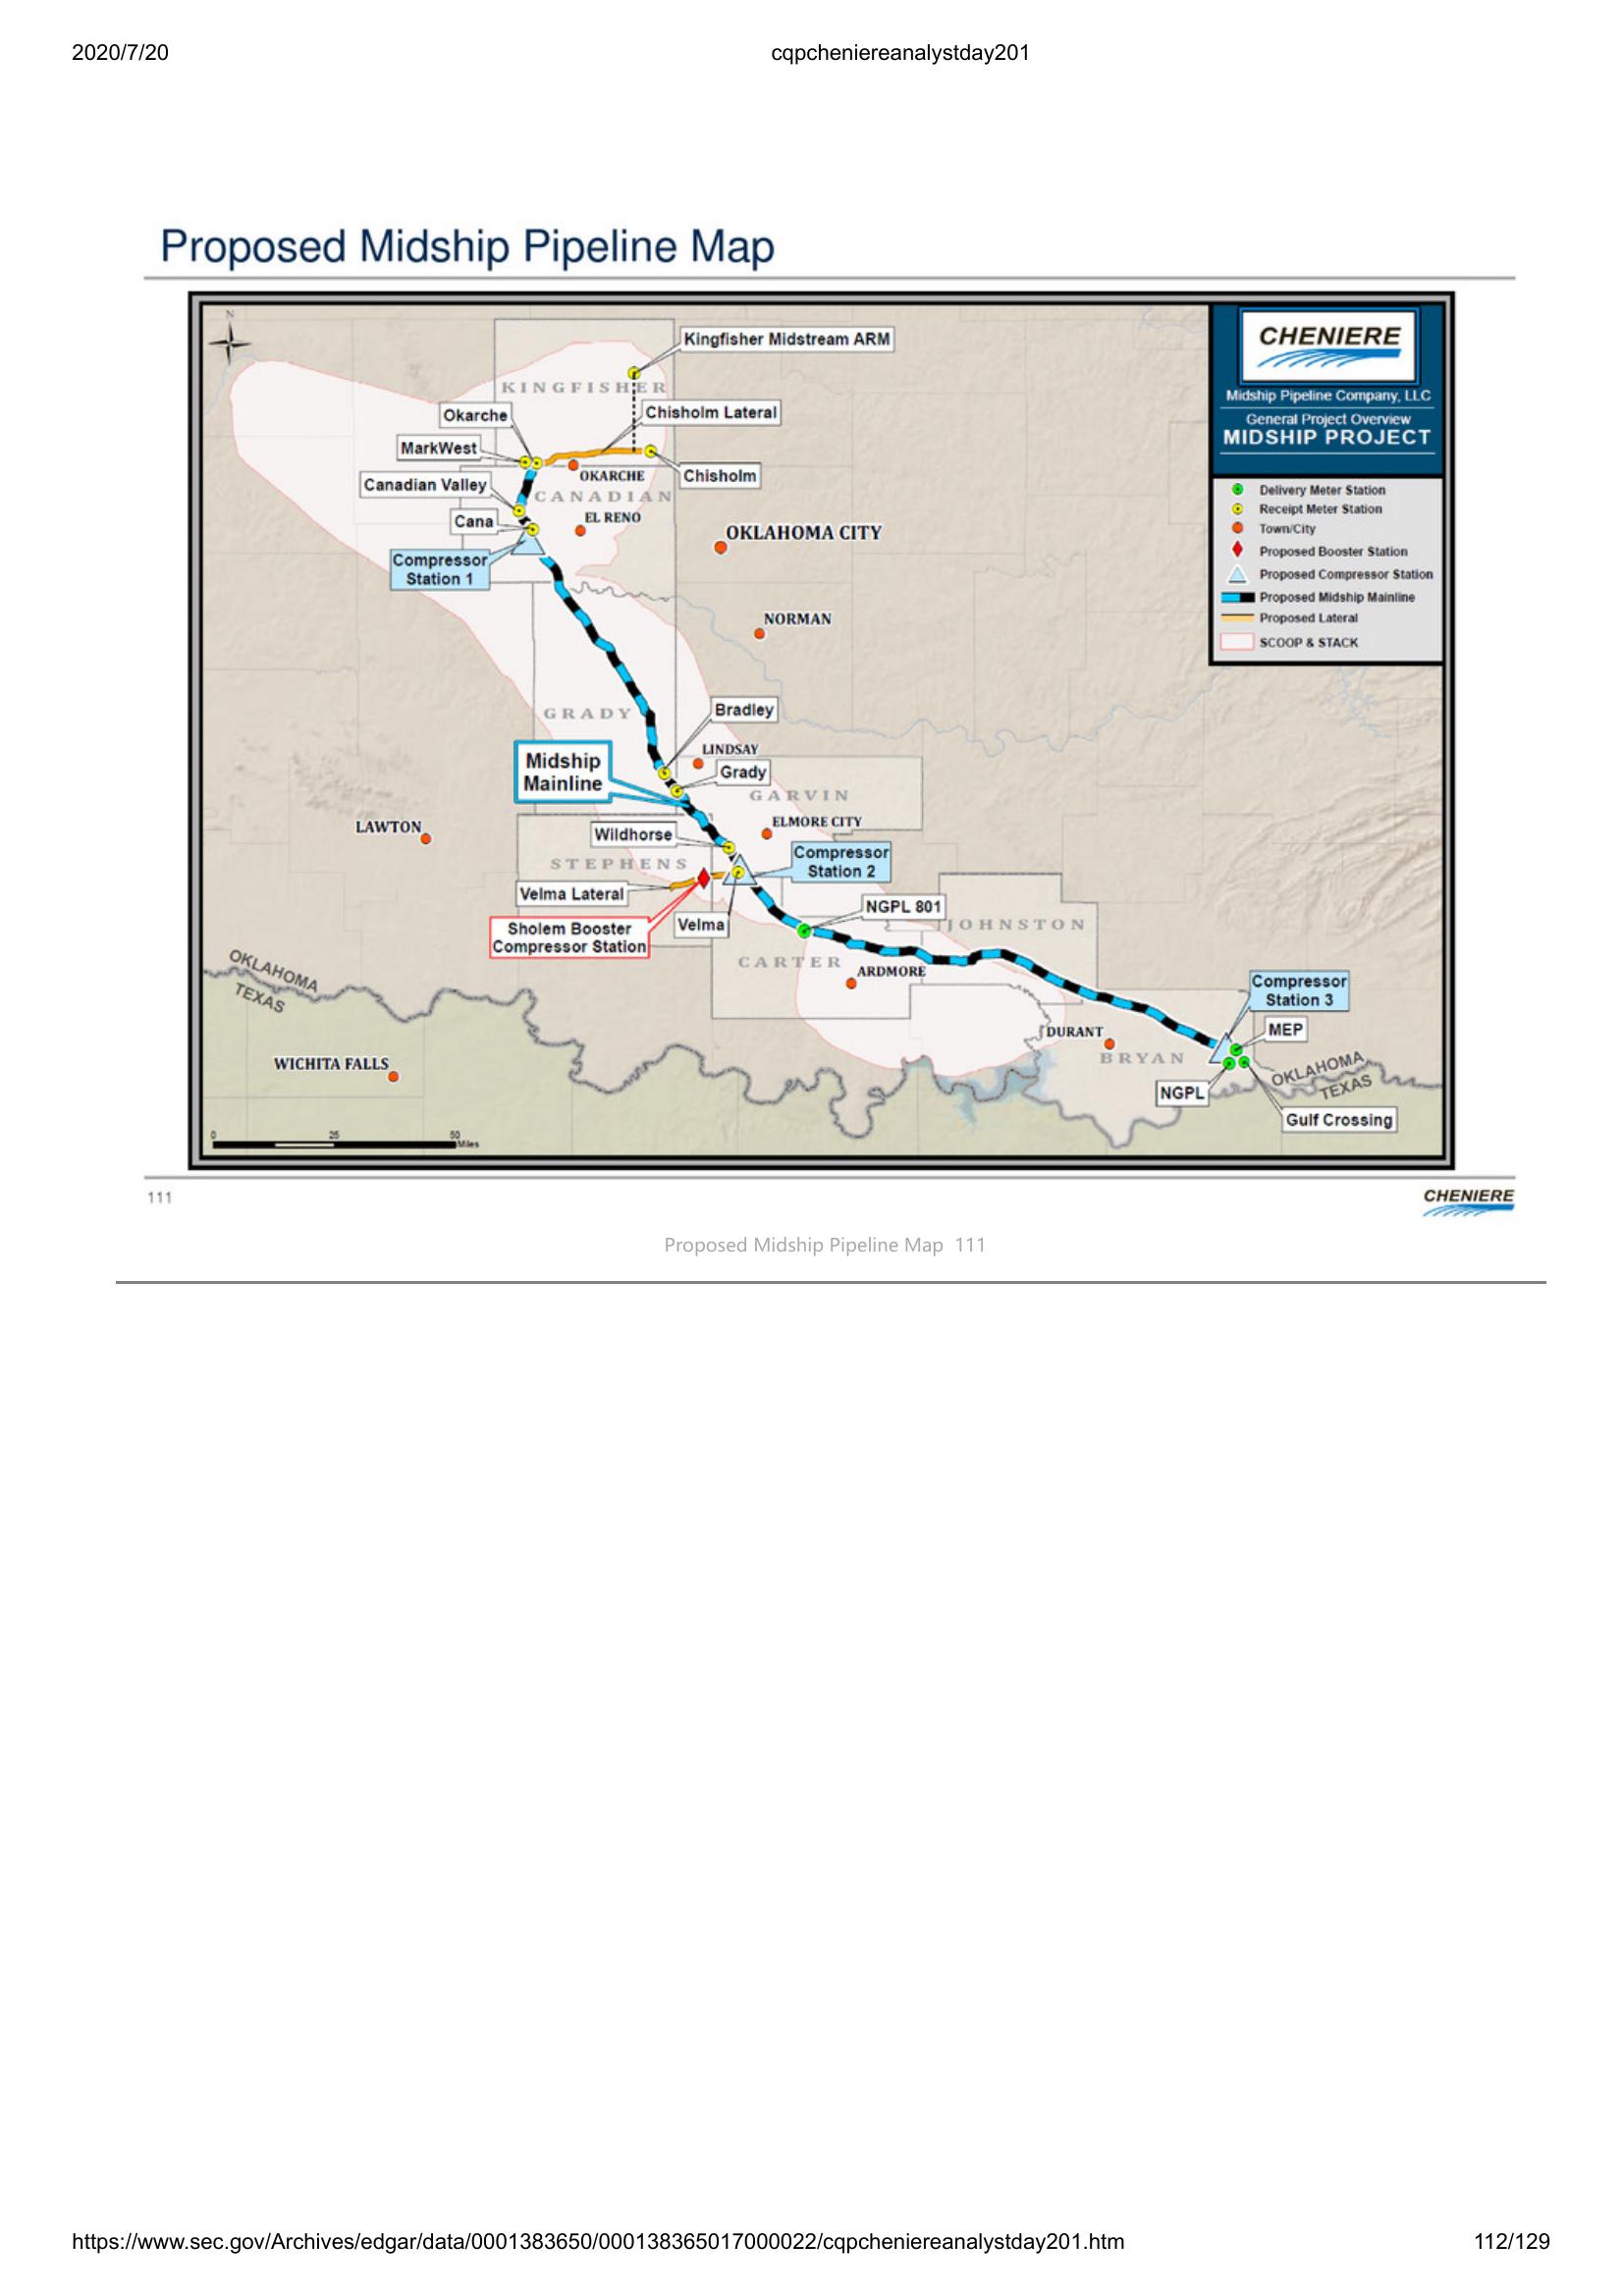 2020/7/20
cqpcheniereanalystday201
Proposed Midship Pipeline Map
N
Kingfisher Midstream ARM
KINGFISHER
Okarche
Chisholm Lateral
MarkWest
OKARCHE
Chisholm
Canadian Valley
CANADIAN
Cana
EL RENO
OKLAHOMA CITY
Compressor
Station 1
NORMAN
GRADY
Bradley
LINDSAY
Midship
Mainline
Grady
GARVIN
LAWTON
Wildhorse
ELMORE CITY
STEPHENS
Compressor
Station 2
Velma Lateral
NGPL 801
Velma
JOHNSTON
Sholem Booster
Compressor Station
CARTER
ARDMORE
OKLAHOMA
TEXAS
Compressor
Station 3
DURANT
MEP
BRYAN
WICHITA FALLS
OKLAHOMA
TEXAS
NGPL
Gulf Crossing
0 25 50
Miles
CHENIERE
Midship Pipeline Company, LLC
General Project Overview
MIDSHIP PROJECT
Delivery Meter Station
Receipt Meter Station
Town/City
Proposed Booster Station
Proposed Compressor Station
Proposed Midship Mainline
Proposed Lateral
SCOOP & STACK
111
CHENIERE
Proposed Midship Pipeline Map 111
https://www.sec.gov/Archives/edgar/data/0001383650/000138365017000022/cqpcheniereanalystday201.htm
112/129